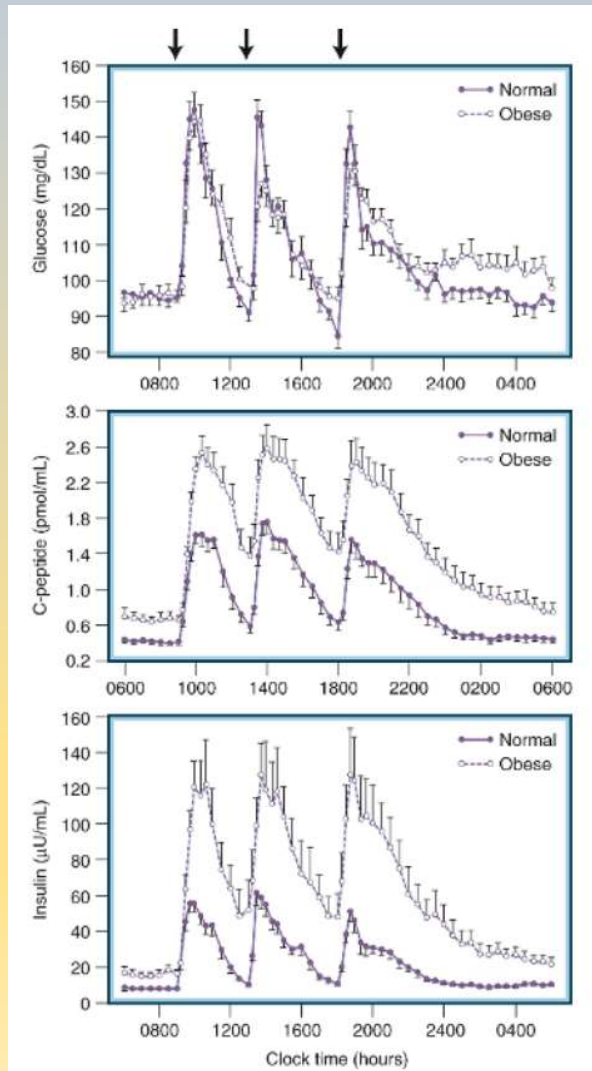 160
150
140
130
120
110
100
90
80
Glucose (mg/dL)
Normal
Obese
0800 1200 1600 2000 2400 0400
3.0
2.6
2.2
1.8
1.4
1.0
0.6
0.2
C-peptide (pmol/mL)
Normal
Obese
0600 1000 1400 1800 2200 0200 0600
160
140
120
100
80
60
40
20
0
Insulin (μU/mL)
Normal
Obese
0800 1200 1600 2000 2400 0400
Clock time (hours)